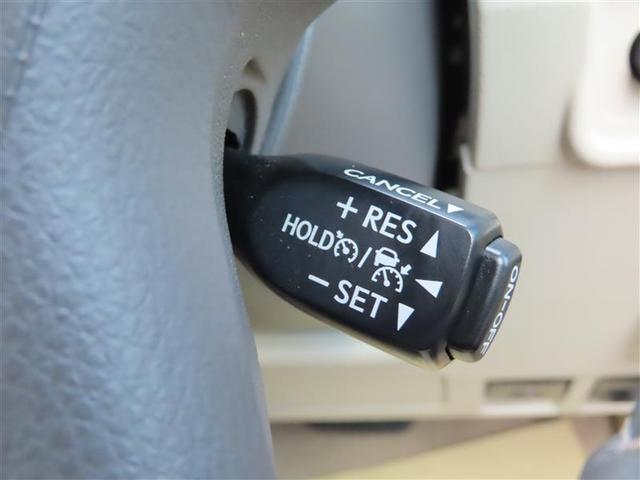 CANCEL
+ RES
HOLD /
− SET
ON-OFF